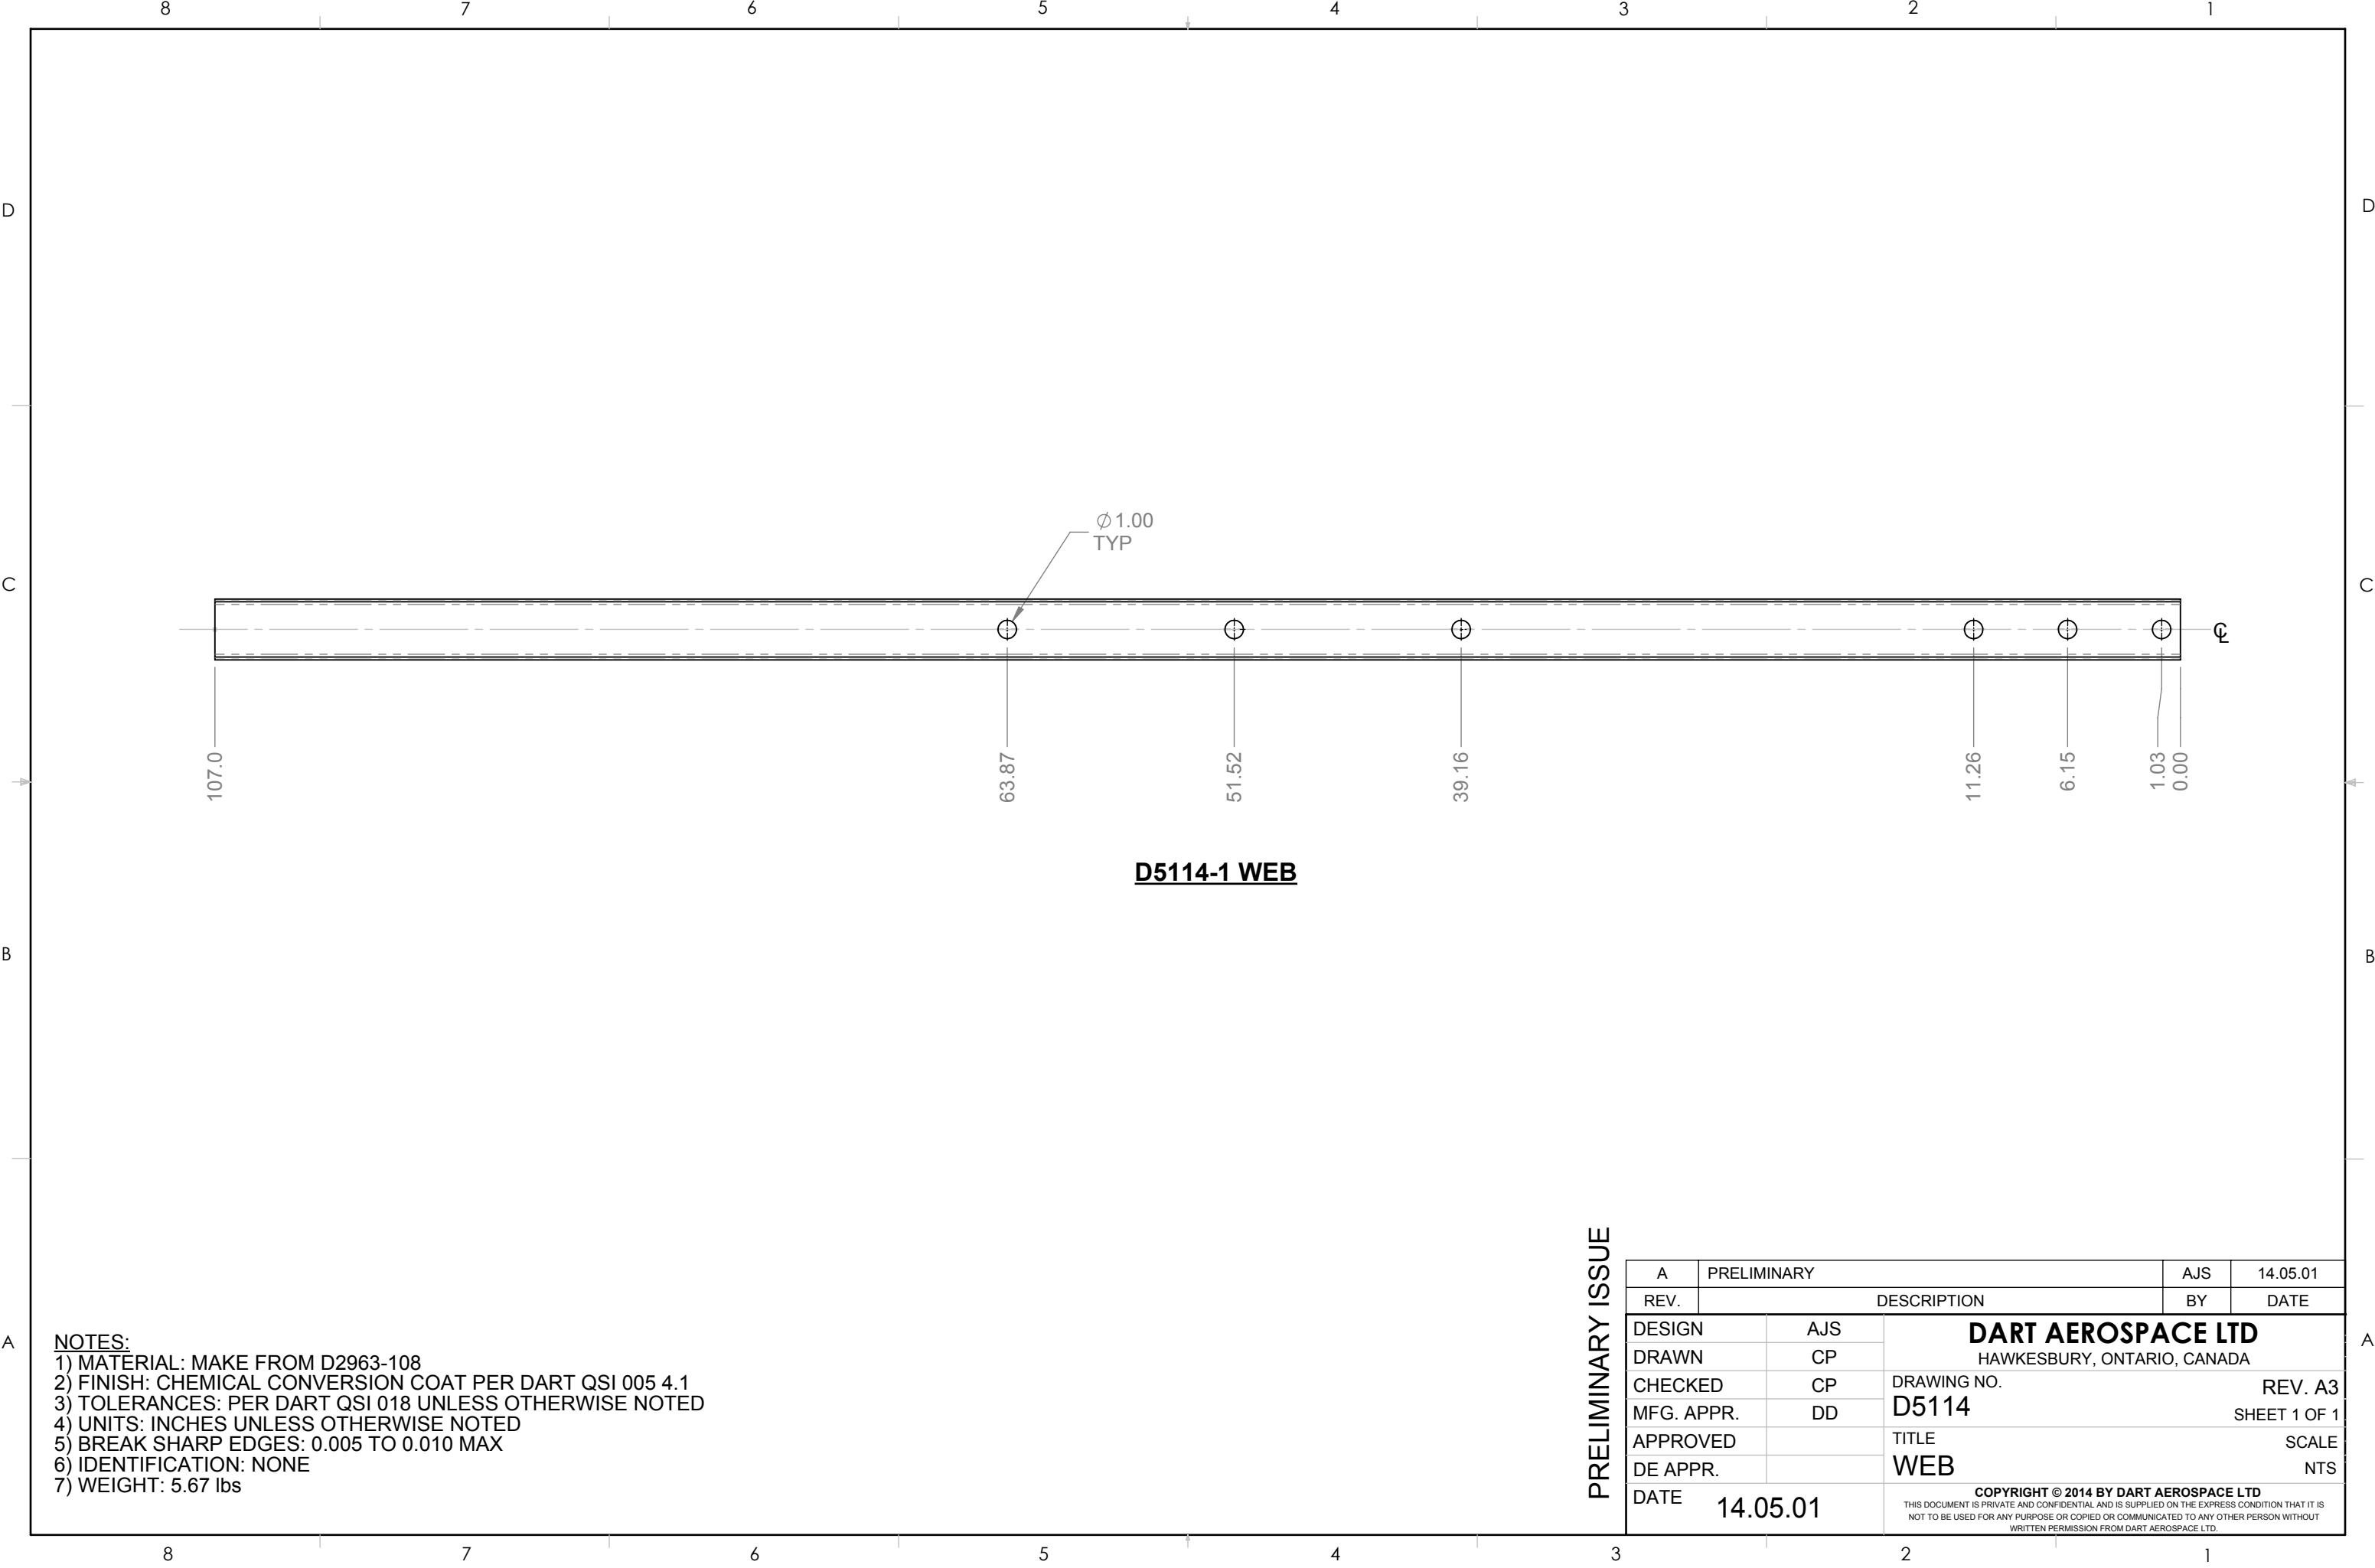 8 7 6 5 4 3 2 1
D D
C C
B B
A A
Ø1.00
TYP
℄
107.0
63.87
51.52
39.16
11.26
6.15
1.03
0.00
D5114-1 WEB
NOTES:
1) MATERIAL: MAKE FROM D2963-108
2) FINISH: CHEMICAL CONVERSION COAT PER DART QSI 005 4.1
3) TOLERANCES: PER DART QSI 018 UNLESS OTHERWISE NOTED
4) UNITS: INCHES UNLESS OTHERWISE NOTED
5) BREAK SHARP EDGES: 0.005 TO 0.010 MAX
6) IDENTIFICATION: NONE
7) WEIGHT: 5.67 lbs
PRELIMINARY ISSUE
A PRELIMINARY AJS 14.05.01
REV. DESCRIPTION BY DATE
DESIGN AJS
DRAWN CP
CHECKED CP
MFG. APPR. DD
APPROVED
DE APPR.
DATE 14.05.01
DART AEROSPACE LTD
HAWKESBURY, ONTARIO, CANADA
DRAWING NO. REV. A3
D5114 SHEET 1 OF 1
TITLE SCALE
WEB NTS
COPYRIGHT © 2014 BY DART AEROSPACE LTD
THIS DOCUMENT IS PRIVATE AND CONFIDENTIAL AND IS SUPPLIED ON THE EXPRESS CONDITION THAT IT IS
NOT TO BE USED FOR ANY PURPOSE OR COPIED OR COMMUNICATED TO ANY OTHER PERSON WITHOUT
WRITTEN PERMISSION FROM DART AEROSPACE LTD.
8 7 6 5 4 3 2 1